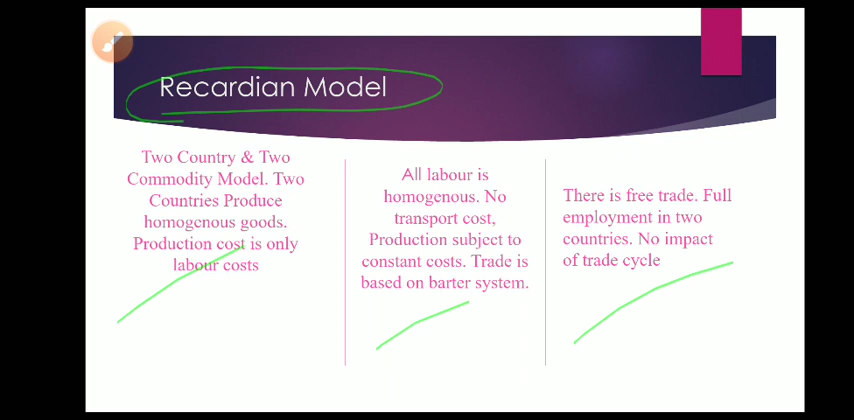 Recardian Model
Two Country & Two
Commodity Model. Two
Countries Produce
homogenous goods.
Production cost is only
labour costs
All labour is
homogenous. No
transport cost,
Production subject to
constant costs. Trade is
based on barter system.
There is free trade. Full
employment in two
countries. No impact
of trade cycle